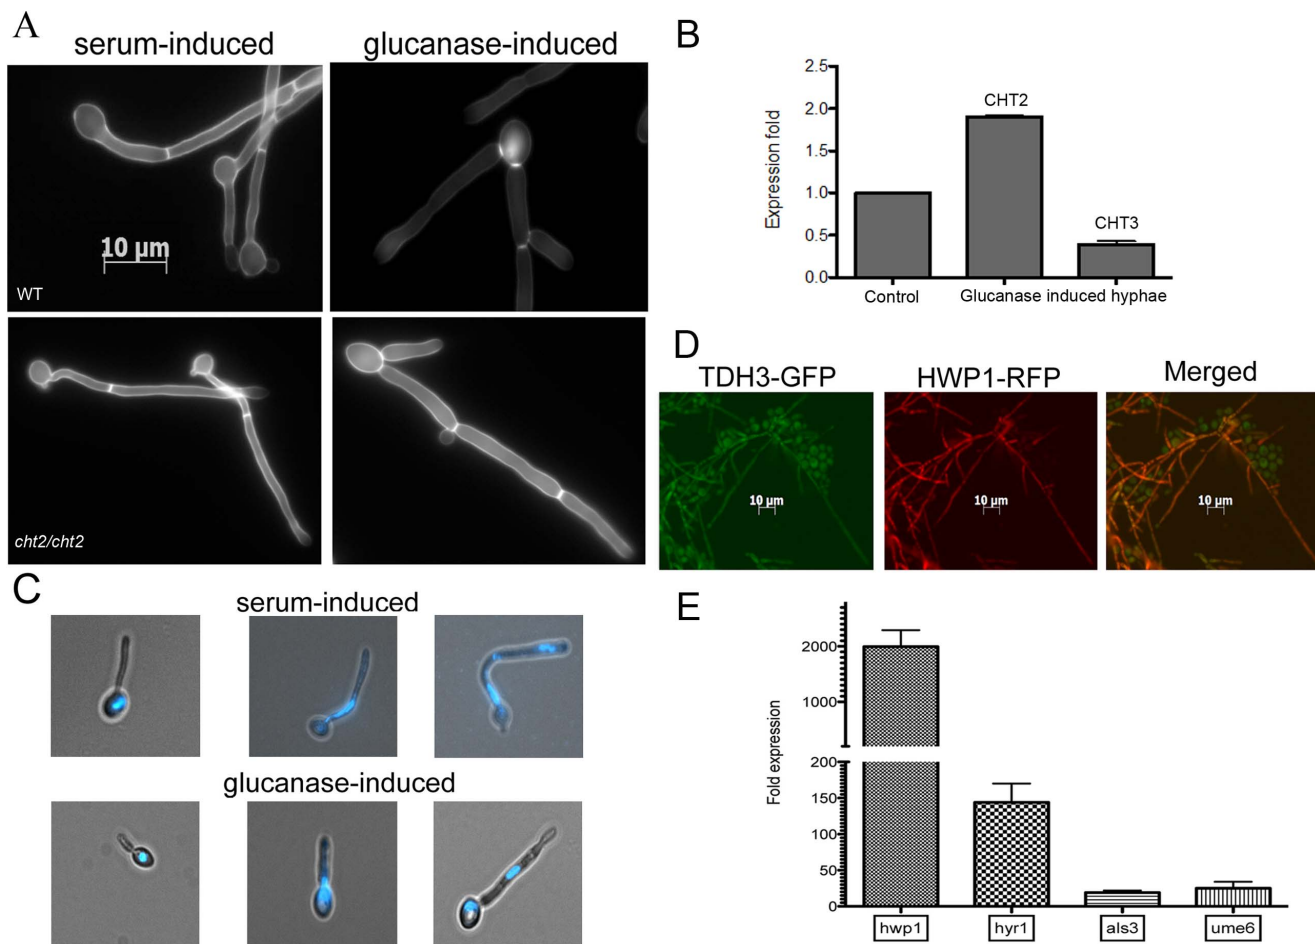 A
serum-induced
glucanase-induced
10 µm
WT
cht2/cht2
B
Expression fold
2.5
2.0
1.5
1.0
0.5
0.0
CHT2
CHT3
Control
Glucanase induced hyphae
C
serum-induced
glucanase-induced
D
TDH3-GFP
HWP1-RFP
Merged
10 µm
10 µm
10 µm
E
Fold expression
2000
1000
200
150
100
50
0
hwp1
hyr1
als3
ume6